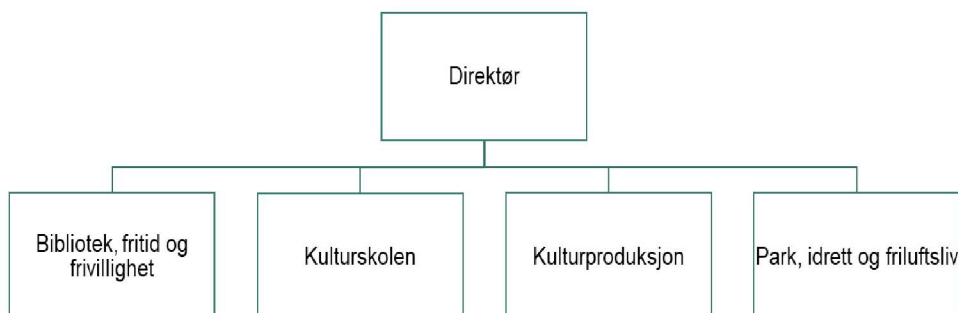 Direktør
Bibliotek, fritid og
frivillighet
Kulturskolen
Kulturproduksjon
Park, idrett og friluftsliv